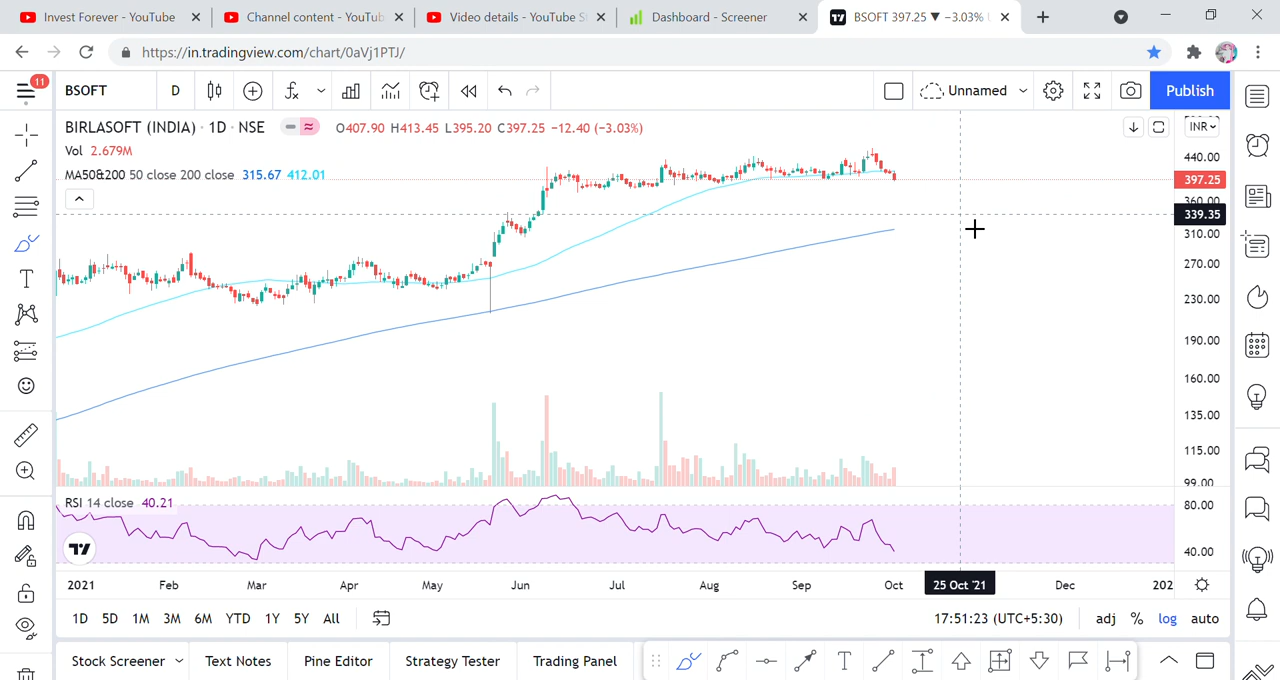 Invest Forever - YouTube
Channel content - YouTub
Video details - YouTube S
Dashboard - Screener
BSOFT 397.25 ▼ −3.03% U
https://in.tradingview.com/chart/0aVj1PTJ/
11
BSOFT
D
Unnamed
Publish
BIRLASOFT (INDIA) · 1D · NSE
O407.90 H413.45 L395.20 C397.25 −12.40 (−3.03%)
INR
Vol 2.679M
MA50&200 50 close 200 close 315.67 412.01
440.00
397.25
360.00
339.35
310.00
270.00
230.00
190.00
160.00
135.00
115.00
99.00
RSI 14 close 40.21
80.00
40.00
2021 Feb Mar Apr May Jun Jul Aug Sep Oct 25 Oct '21 Dec 202
1D 5D 1M 3M 6M YTD 1Y 5Y All
17:51:23 (UTC+5:30) adj % log auto
Stock Screener Text Notes Pine Editor Strategy Tester Trading Panel